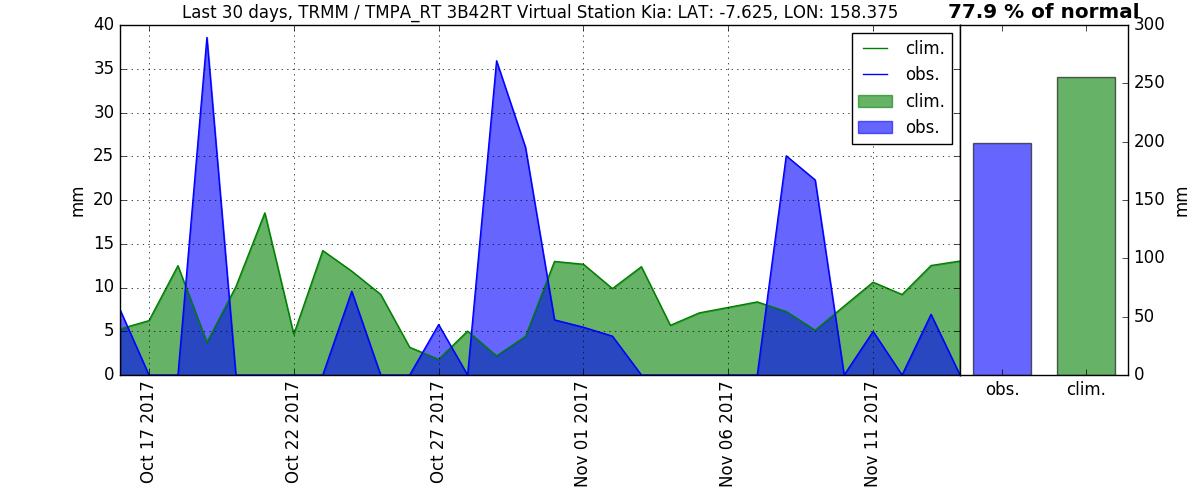 Last 30 days, TRMM / TMPA_RT 3B42RT Virtual Station Kia: LAT: -7.625, LON: 158.375
77.9 % of normal
40
35
30
25
20
15
10
5
0
mm
clim.
obs.
clim.
obs.
Oct 17 2017
Oct 22 2017
Oct 27 2017
Nov 01 2017
Nov 06 2017
Nov 11 2017
300
250
200
150
100
50
0
mm
obs.
clim.